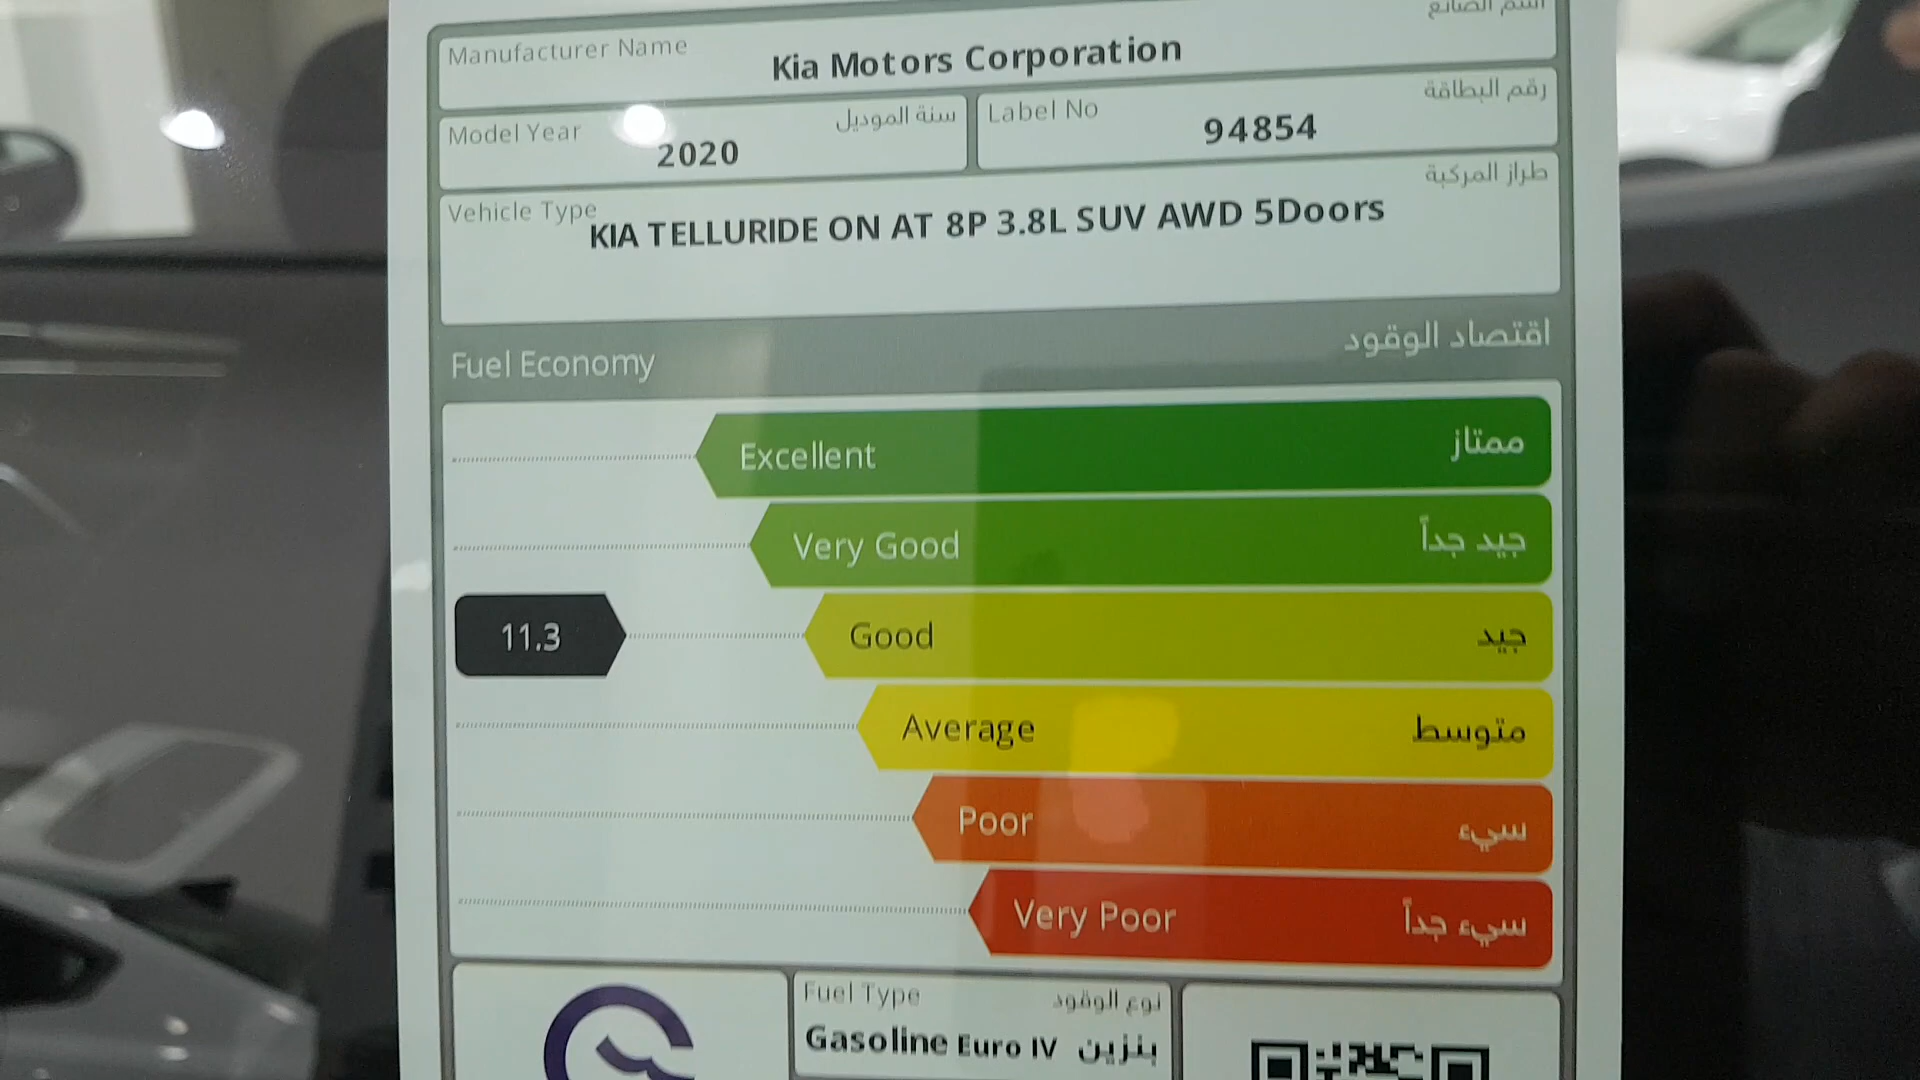 Manufacturer Name
اسم الصانع
Kia Motors Corporation
Model Year
سنة الموديل
2020
Label No
رقم البطاقة
94854
Vehicle Type
طراز المركبة
KIA TELLURIDE ON AT 8P 3.8L SUV AWD 5Doors
Fuel Economy
اقتصاد الوقود
Excellent
ممتاز
Very Good
جيد جداً
11.3
Good
جيد
Average
متوسط
Poor
سيء
Very Poor
سيء جداً
Fuel Type
نوع الوقود
Gasoline Euro IV بنزين